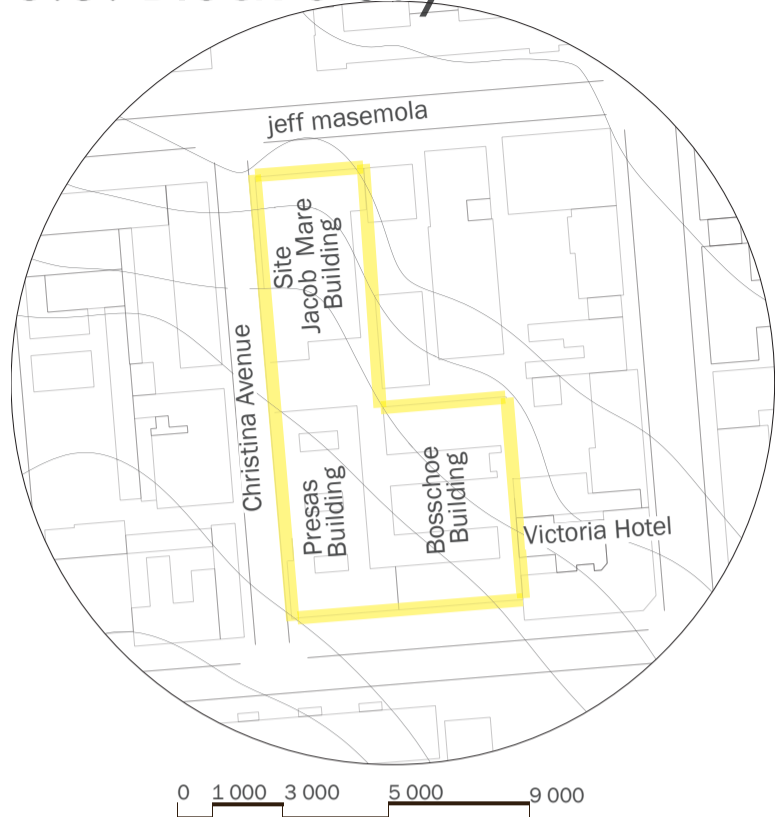 jeff masemola
Site
Jacob Mare
Building
Christina Avenue
Presas
Building
Bosschoe
Building
Victoria Hotel
0 1 000 3 000 5 000 9 000